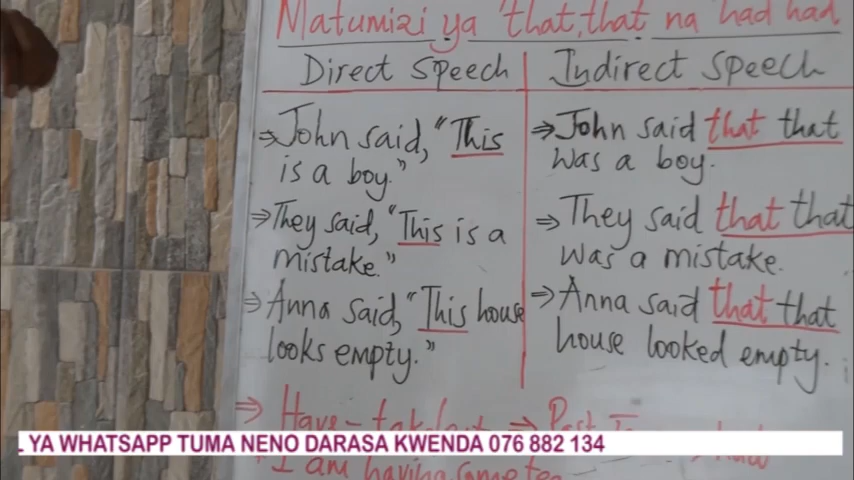 Matumizi ya 'that, that na had had
Direct Speech
Indirect Speech
⇒ John said, "This
is a boy."
⇒ They said, "This is a
mistake."
⇒ Anna said, "This house
looks empty."
⇒ John said that that
was a boy.
⇒ They said that that
was a mistake.
⇒ Anna said that that
house looked empty.
⇒ Have -
I am having some
YA WHATSAPP TUMA NENO DARASA KWENDA 076 882 134